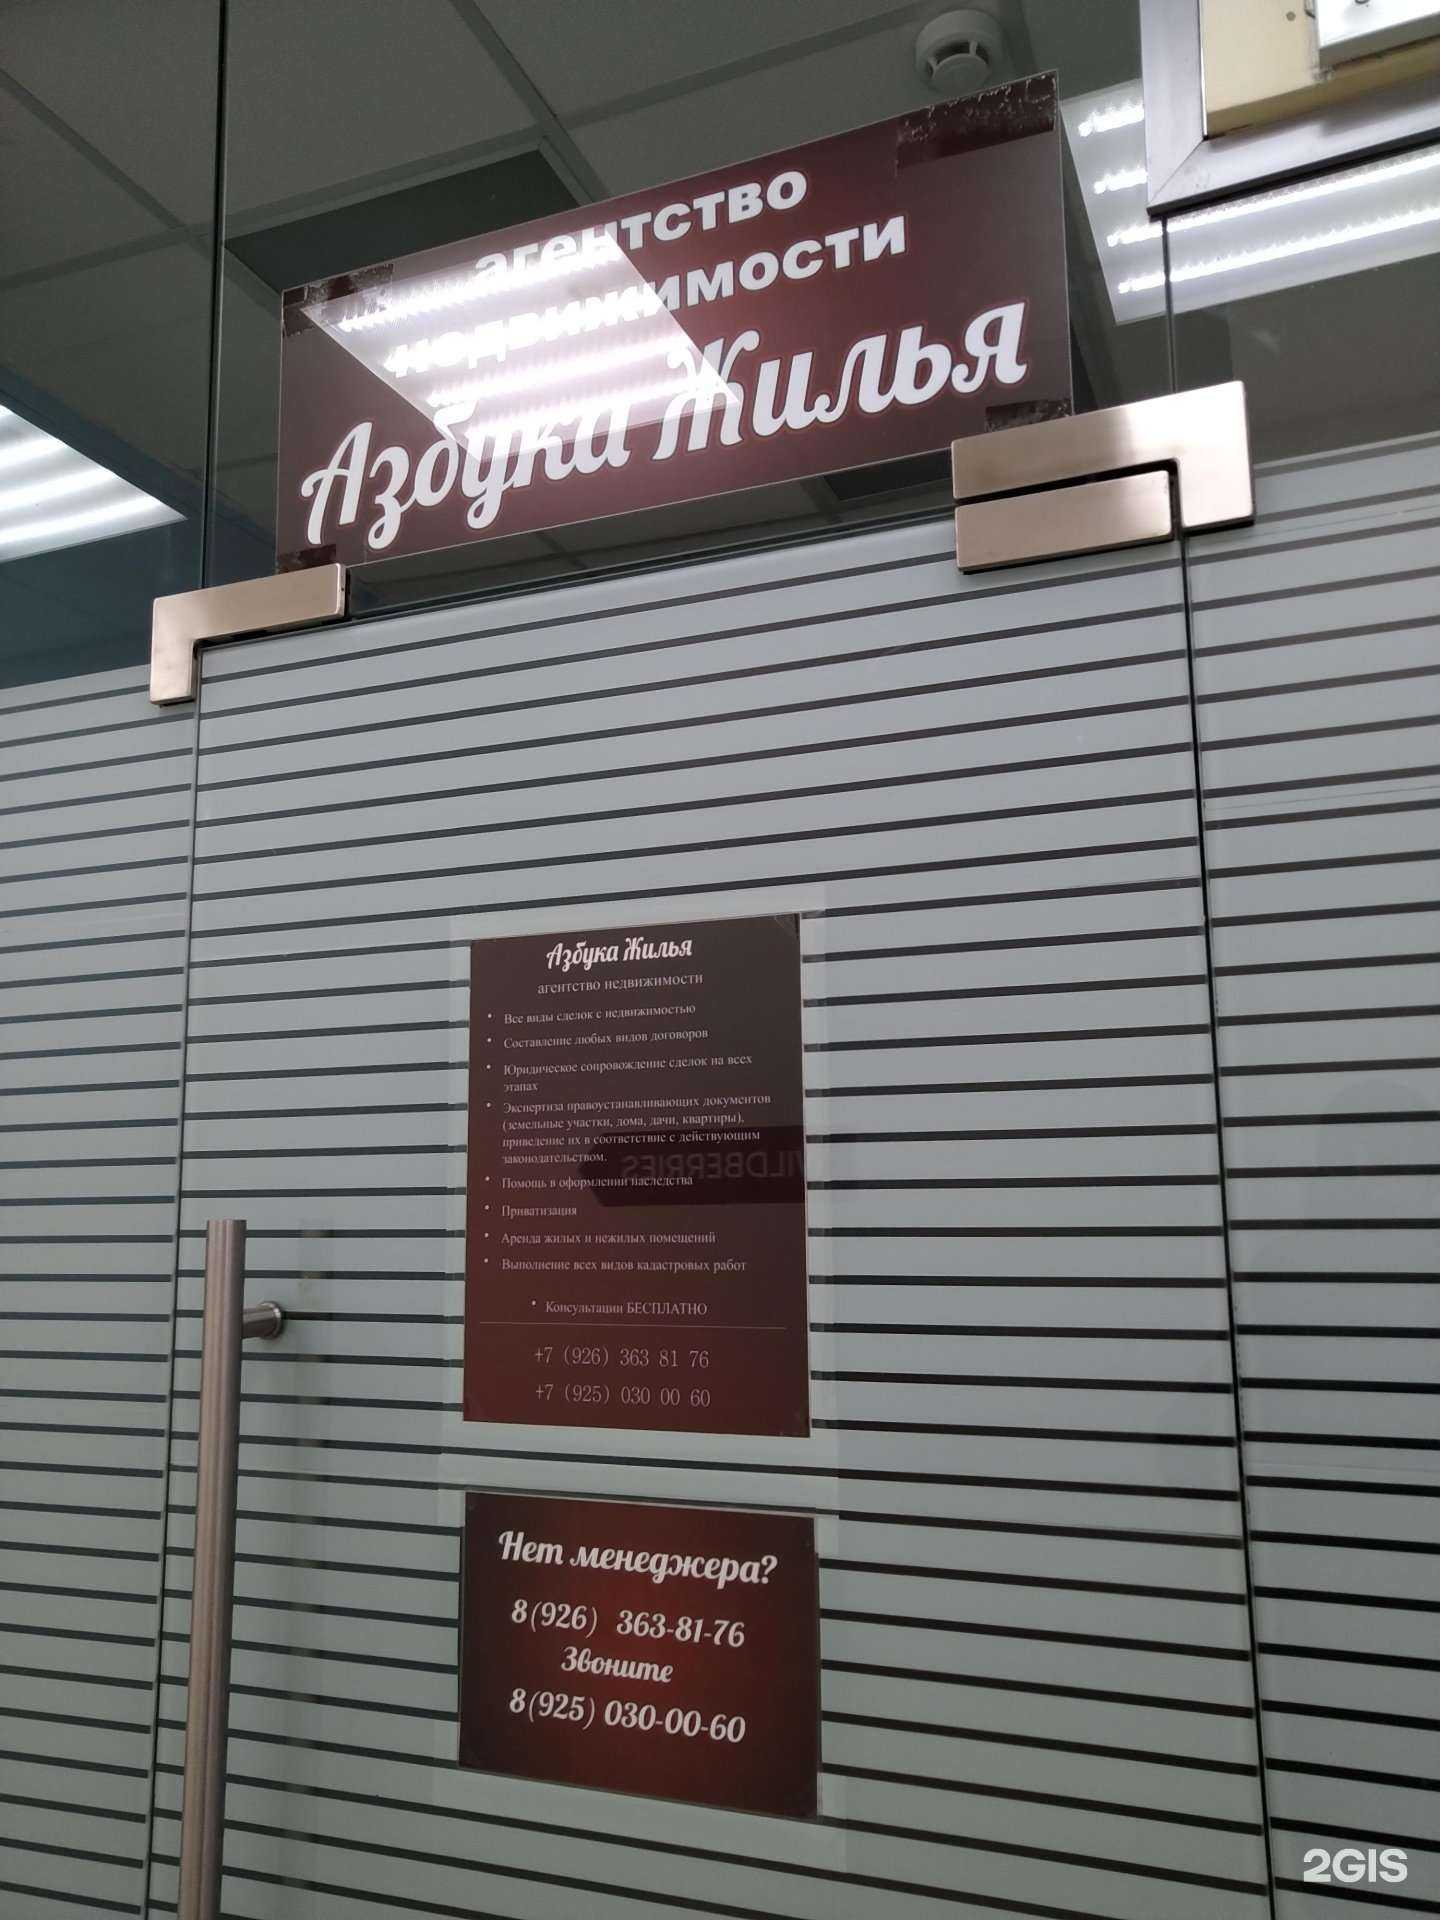 агентство
недвижимости
Азбука Жилья
Азбука Жилья
агентство недвижимости
• Все виды сделок с недвижимостью
• Составление любых видов договоров
• Юридическое сопровождение сделок на всех
этапах
• Экспертиза правоустанавливающих документов
(земельные участки, дома, дачи, квартиры),
приведение их в соответствие с действующим
законодательством.
WILDBERRIES
• Помощь в оформлении наследства
• Приватизация
• Аренда жилых и нежилых помещений
• Выполнение всех видов кадастровых работ
• Консультации БЕСПЛАТНО
+7 (926) 363 81 76
+7 (925) 030 00 60
Нет менеджера?
8(926) 363-81-76
Звоните
8(925) 030-00-60
2GIS